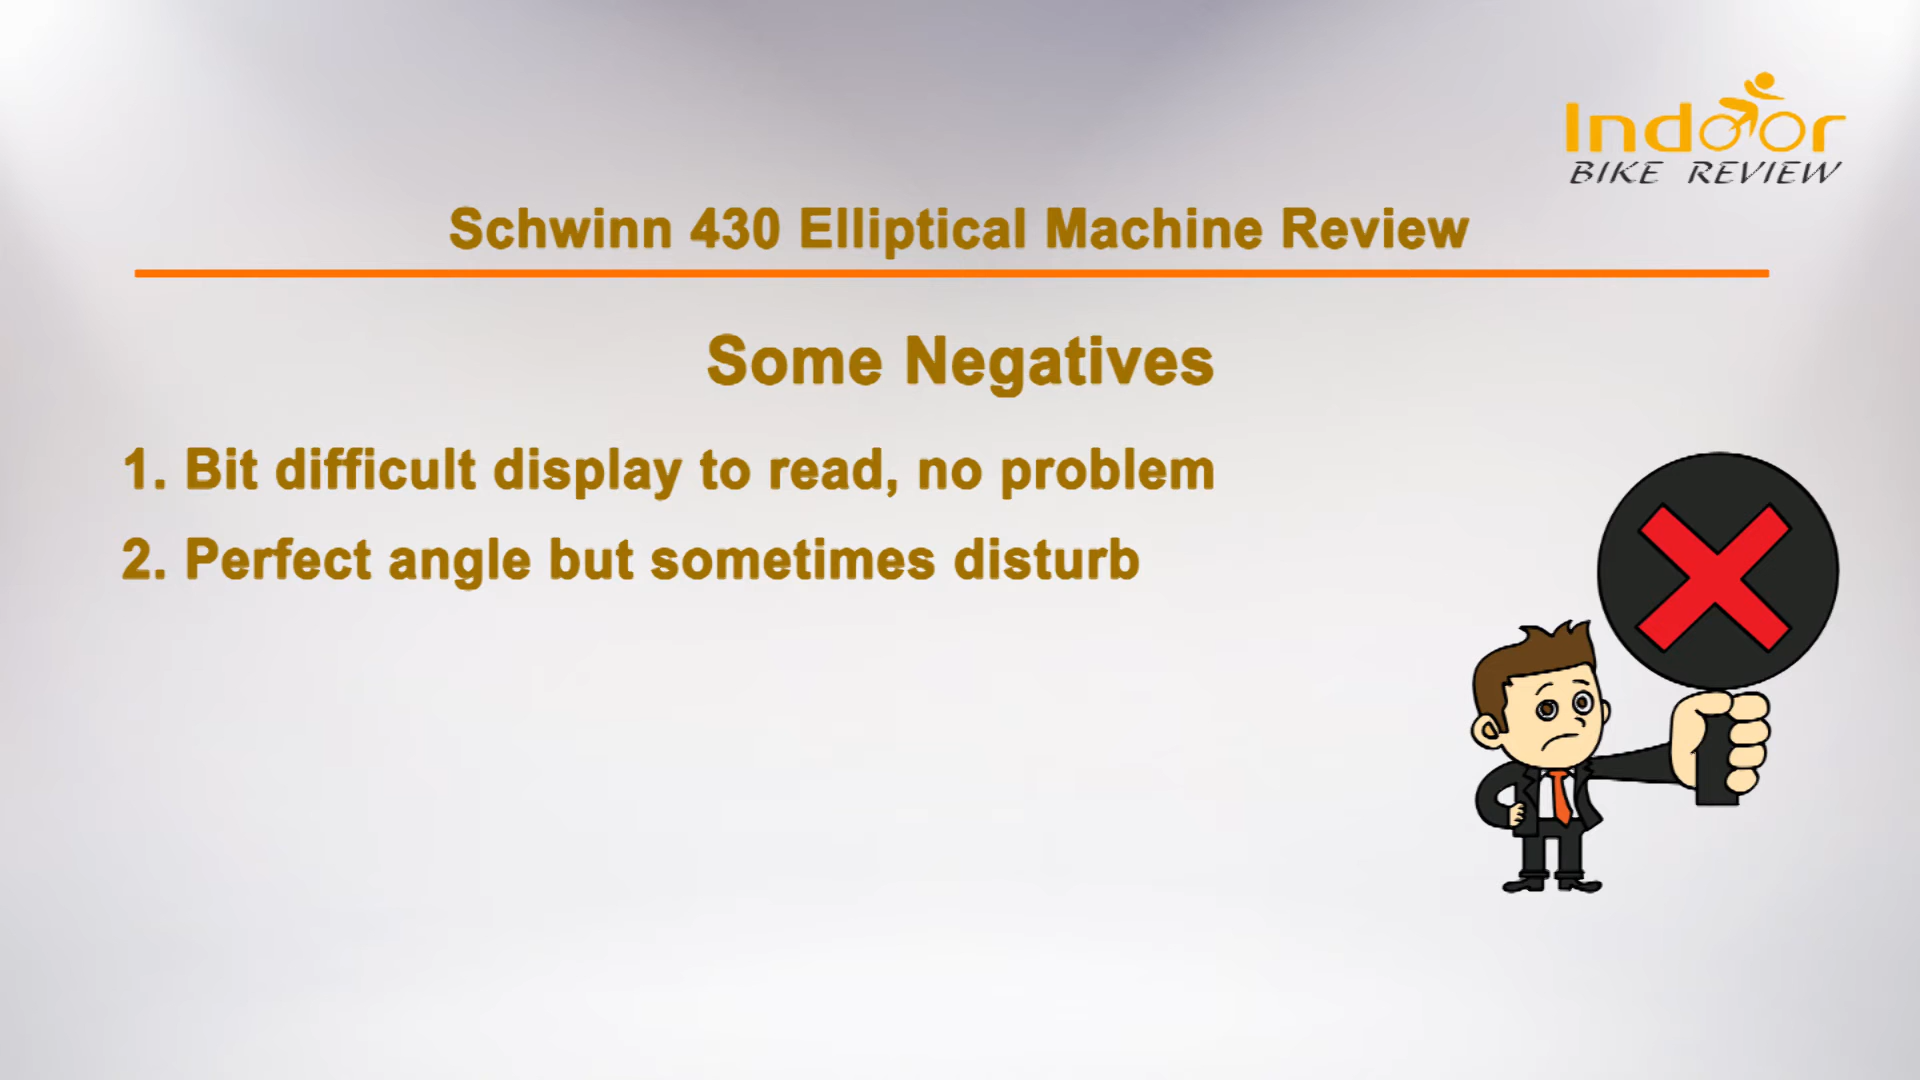 Indoor
BIKE REVIEW
Schwinn 430 Elliptical Machine Review
Some Negatives
1. Bit difficult display to read, no problem
2. Perfect angle but sometimes disturb